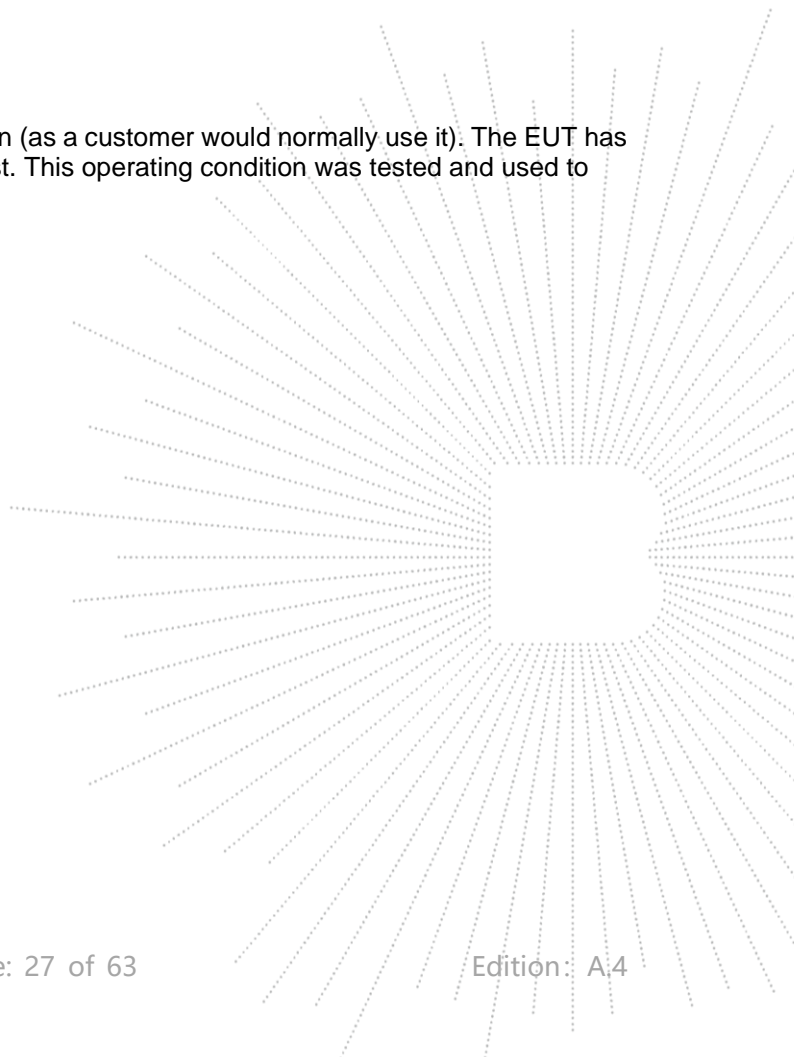 n (as a customer would normally use it). The EUT has
st. This operating condition was tested and used to
e: 27 of 63 Edition: A.4